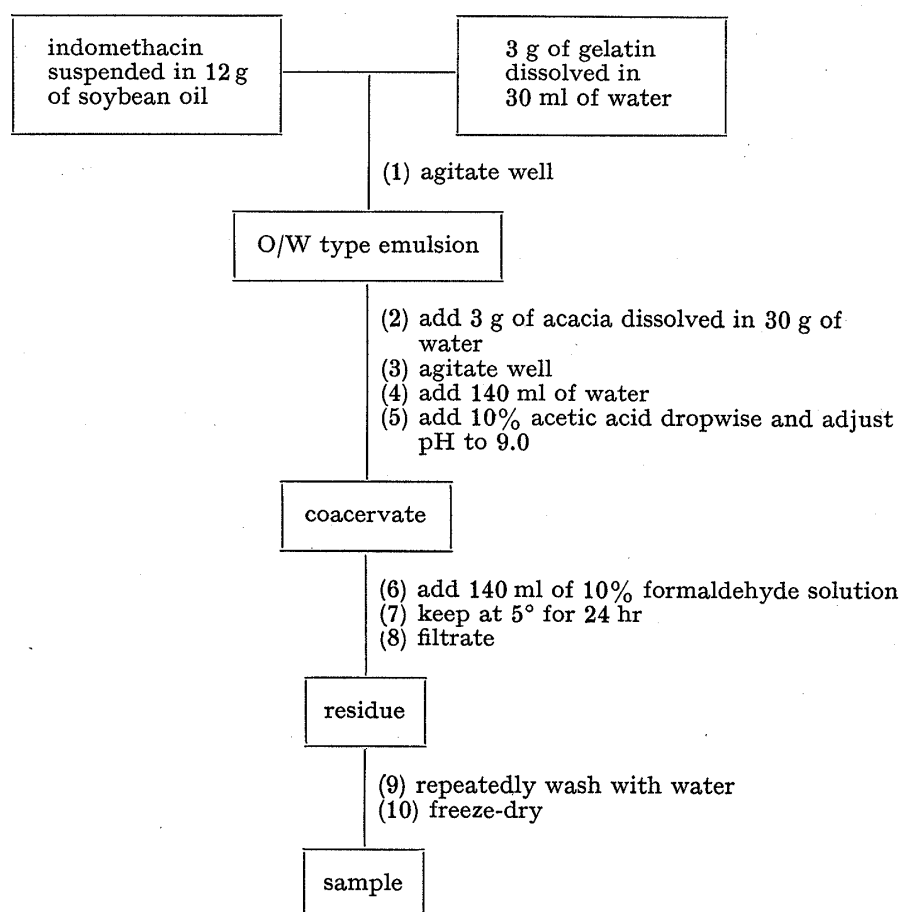 indomethacin
suspended in 12 g
of soybean oil
3 g of gelatin
dissolved in
30 ml of water
(1) agitate well
O/W type emulsion
(2) add 3 g of acacia dissolved in 30 g of
water
(3) agitate well
(4) add 140 ml of water
(5) add 10% acetic acid dropwise and adjust
pH to 9.0
coacervate
(6) add 140 ml of 10% formaldehyde solution
(7) keep at 5° for 24 hr
(8) filtrate
residue
(9) repeatedly wash with water
(10) freeze-dry
sample